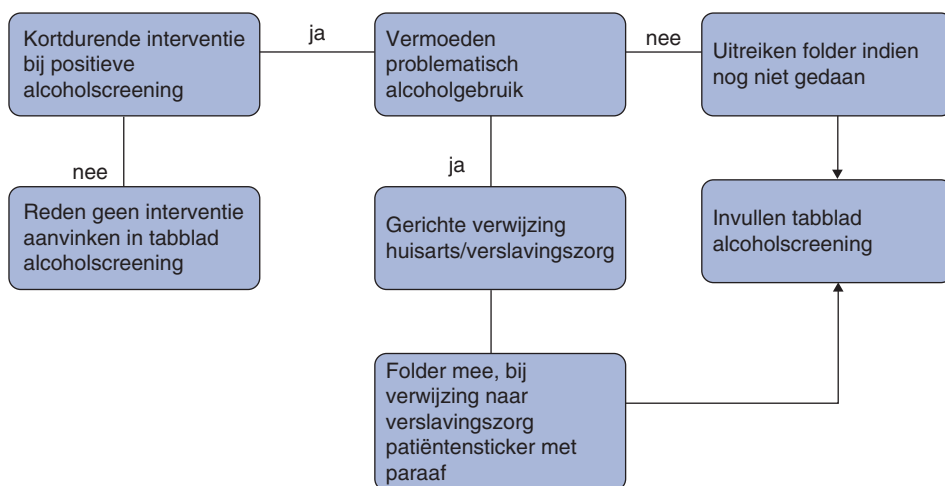 Kortdurende interventie
bij positieve
alcoholscreening
ja
Vermoeden
problematisch
alcoholgebruik
nee
Uitreiken folder indien
nog niet gedaan
nee
ja
Reden geen interventie
aanvinken in tabblad
alcoholscreening
Gerichte verwijzing
huisarts/verslavingszorg
Invullen tabblad
alcoholscreening
Folder mee, bij
verwijzing naar
verslavingszorg
patiëntensticker met
paraaf